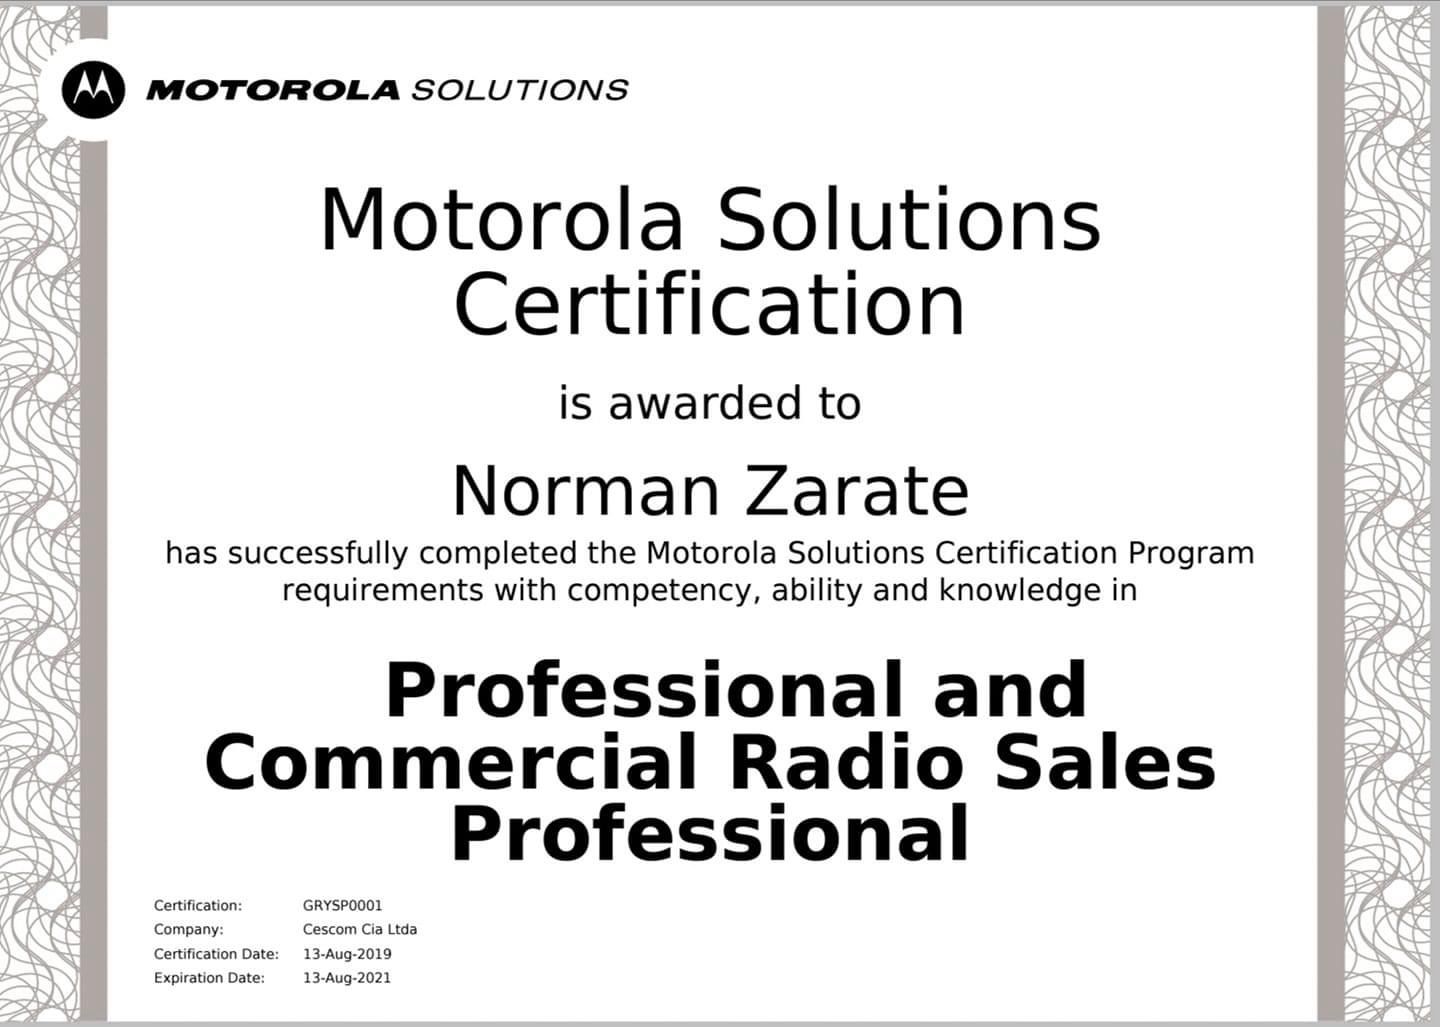 MOTOROLA SOLUTIONS
Motorola Solutions
Certification
is awarded to
Norman Zarate
has successfully completed the Motorola Solutions Certification Program
requirements with competency, ability and knowledge in
Professional and
Commercial Radio Sales
Professional
Certification: GRYSP0001
Company: Cescom Cia Ltda
Certification Date: 13-Aug-2019
Expiration Date: 13-Aug-2021